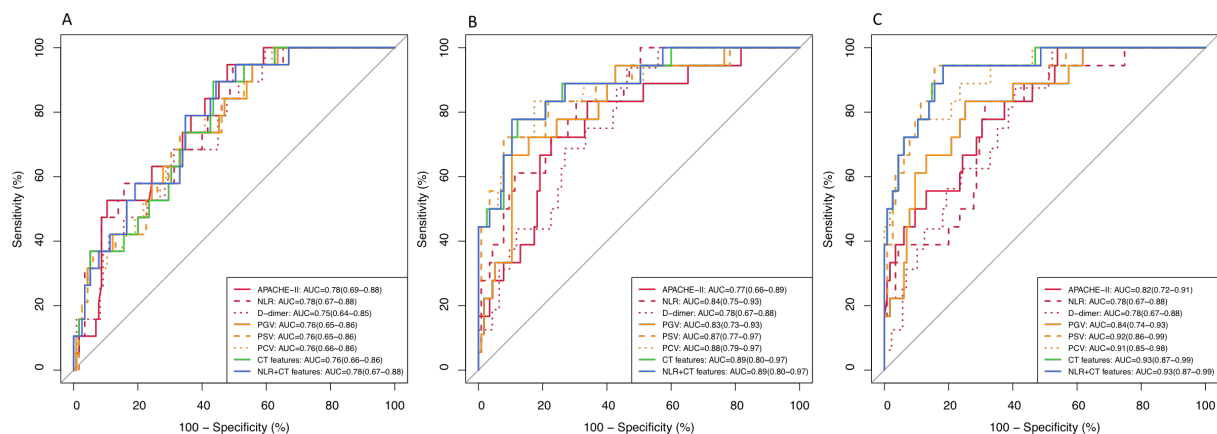 A
100
80
60
40
20
0
Sensitivity (%)
APACHE−II: AUC=0.78(0.69−0.88)
NLR: AUC=0.78(0.67−0.88)
D−dimer: AUC=0.75(0.64−0.85)
PGV: AUC=0.76(0.65−0.86)
PSV: AUC=0.76(0.65−0.86)
PCV: AUC=0.76(0.66−0.86)
CT features: AUC=0.76(0.66−0.86)
NLR+CT features: AUC=0.78(0.67−0.88)
0 20 40 60 80 100
100 − Specificity (%)
B
100
80
60
40
20
0
Sensitivity (%)
APACHE−II: AUC=0.77(0.66−0.89)
NLR: AUC=0.84(0.75−0.93)
D−dimer: AUC=0.78(0.67−0.88)
PGV: AUC=0.83(0.73−0.93)
PSV: AUC=0.87(0.77−0.97)
PCV: AUC=0.88(0.79−0.97)
CT features: AUC=0.89(0.80−0.97)
NLR+CT features: AUC=0.89(0.80−0.97)
0 20 40 60 80 100
100 − Specificity (%)
C
100
80
60
40
20
0
Sensitivity (%)
APACHE−II: AUC=0.82(0.72−0.91)
NLR: AUC=0.78(0.67−0.88)
D−dimer: AUC=0.78(0.67−0.88)
PGV: AUC=0.84(0.74−0.93)
PSV: AUC=0.92(0.86−0.99)
PCV: AUC=0.91(0.85−0.98)
CT features: AUC=0.93(0.87−0.99)
NLR+CT features: AUC=0.93(0.87−0.99)
0 20 40 60 80 100
100 − Specificity (%)